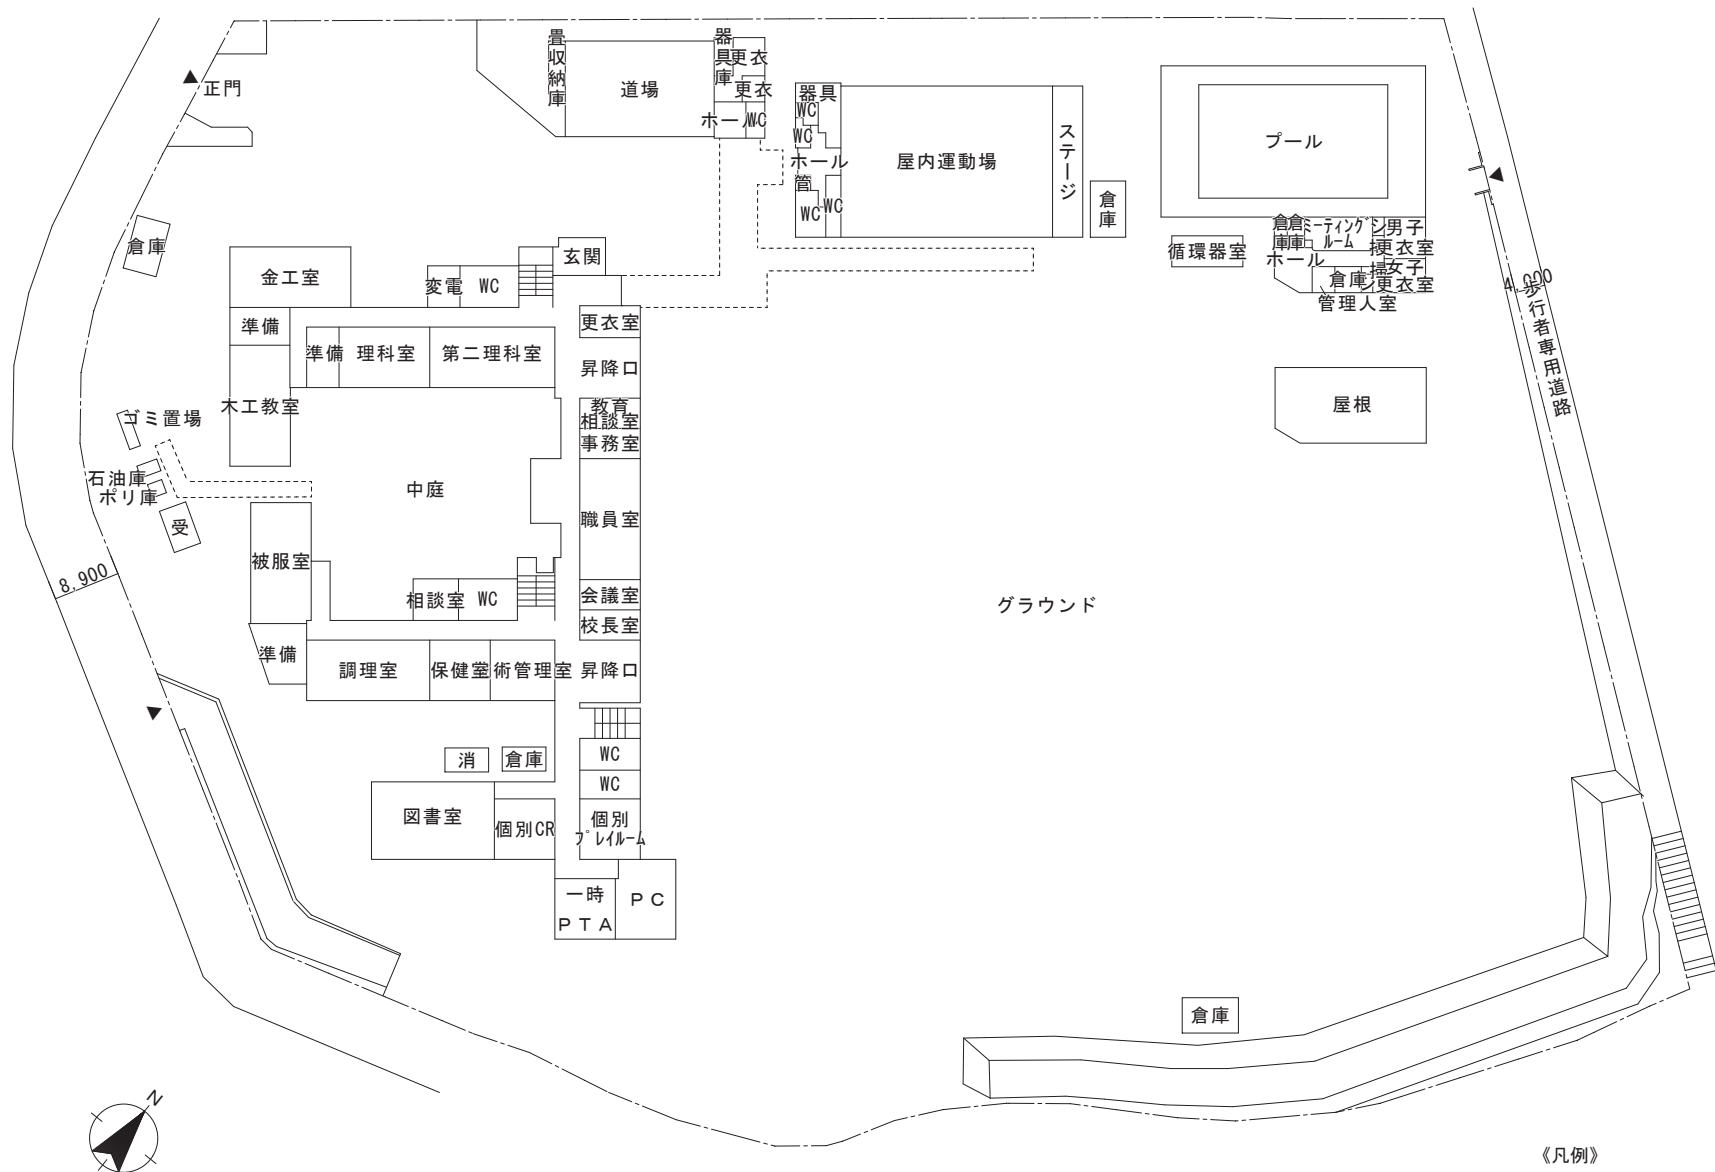 畳収納庫
道場
器具庫
更衣
更衣
ホール
WC
正門
器具
WC
WC
ホール
管
WC
WC
屋内運動場
ステージ
倉庫
プール
循環器室
倉庫
倉庫
ミーティング
ルーム
ホール
シ
男子
更衣室
掃
女子
更衣室
シ
倉庫
管理人室
4,000
歩行者専用道路
屋根
倉庫
金工室
変電
WC
玄関
準備
準備
理科室
第二理科室
更衣室
昇降口
木工教室
教育
相談室
事務室
ゴミ置場
石油庫
ポリ庫
受
中庭
職員室
被服室
8,900
相談室
WC
会議室
校長室
グラウンド
準備
調理室
保健室
術管理室
昇降口
消
倉庫
WC
WC
図書室
個別CR
個別
プレイルーム
一時
PTA
PC
倉庫
N
《凡例》